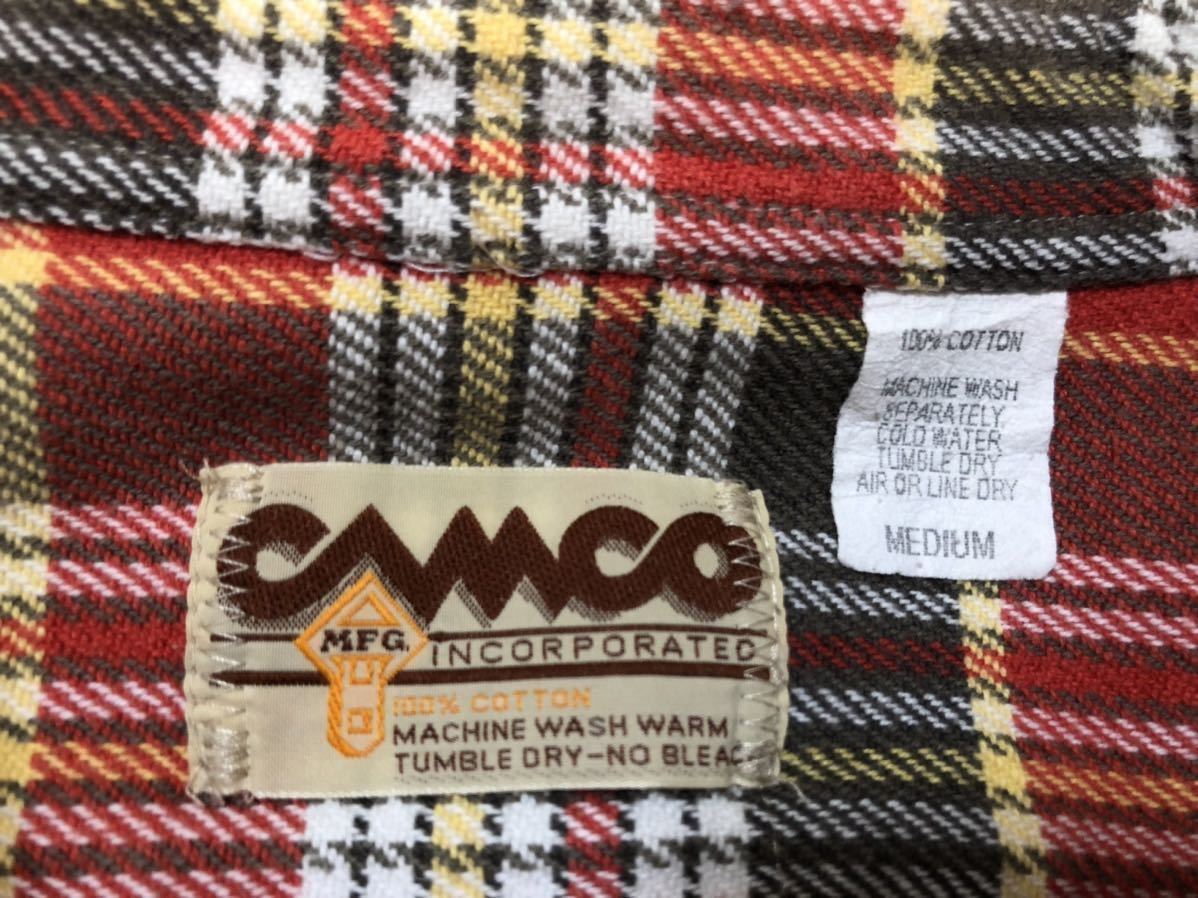 CAMCO
MFG. INCORPORATED
100% COTTON
MACHINE WASH WARM
TUMBLE DRY-NO BLEAC
100% COTTON
MACHINE WASH
SEPARATELY
COLD WATER
TUMBLE DRY
AIR OR LINE DRY
MEDIUM